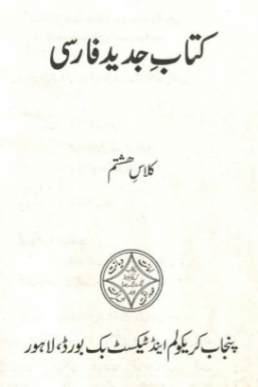 کتابِ جدید فارسی
کلاسِ ہشتم
پنجاب کریکولم اینڈ ٹیکسٹ بک بورڈ، لاہور